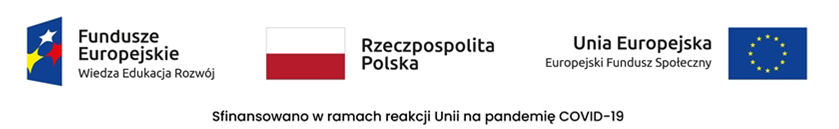 Fundusze
Europejskie
Wiedza Edukacja Rozwój
Rzeczpospolita
Polska
Unia Europejska
Europejski Fundusz Społeczny
Sfinansowano w ramach reakcji Unii na pandemię COVID-19